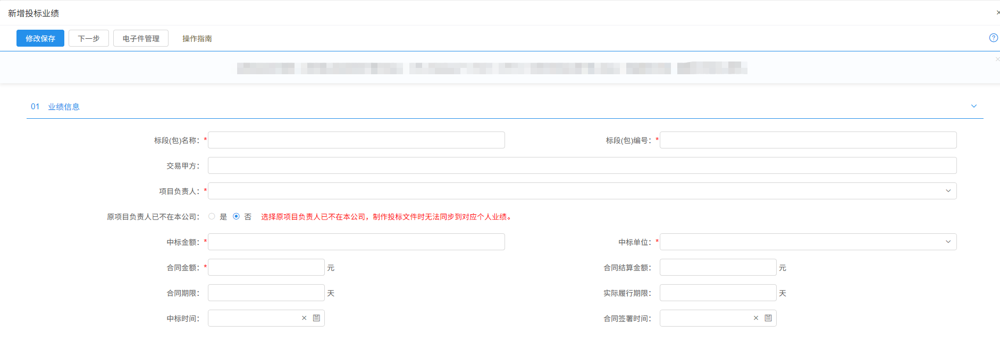 新增投标业绩
修改保存 下一步 电子件管理 操作指南
01 业绩信息
标段(包)名称：* 标段(包)编号：*
交易甲方：
项目负责人：*
原项目负责人已不在本公司： 是 否 选择原项目负责人已不在本公司，制作投标文件时无法同步到对应个人业绩。
中标金额：* 中标单位：*
合同金额：* 元 合同结算金额： 元
合同期限： 天 实际履行期限： 天
中标时间： 合同签署时间：